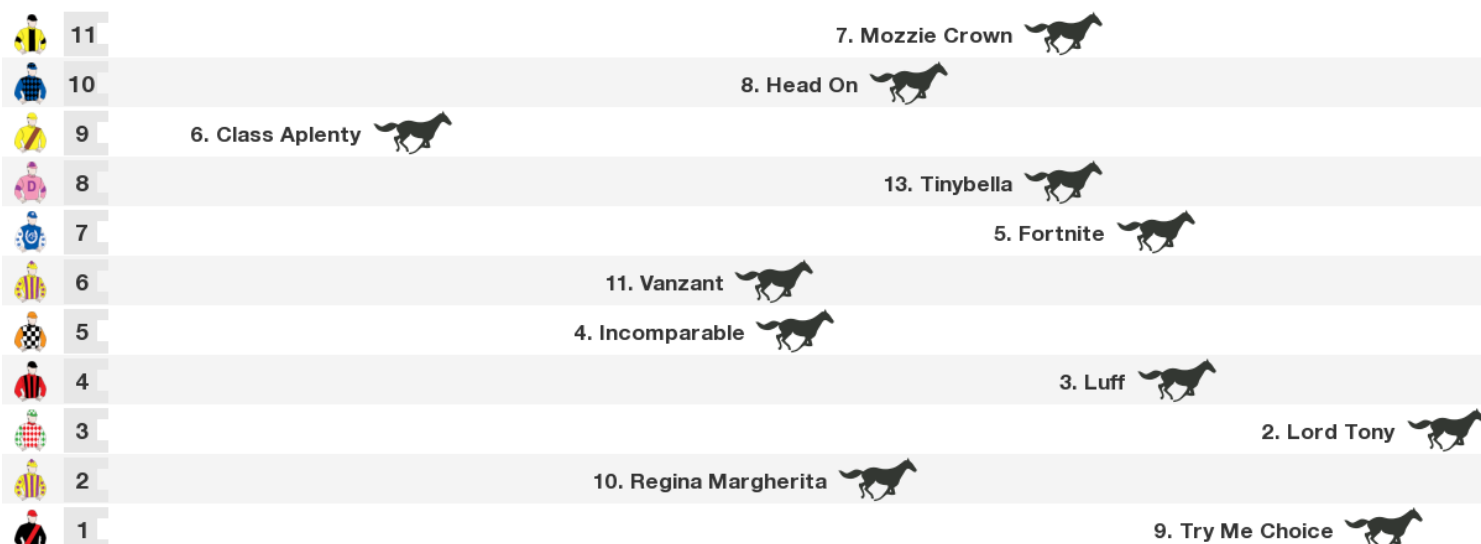 11 7. Mozzie Crown
10 8. Head On
9 6. Class Aplenty
8 D 13. Tinybella
7 5. Fortnite
6 11. Vanzant
5 4. Incomparable
4 3. Luff
3 2. Lord Tony
2 10. Regina Margherita
1 9. Try Me Choice